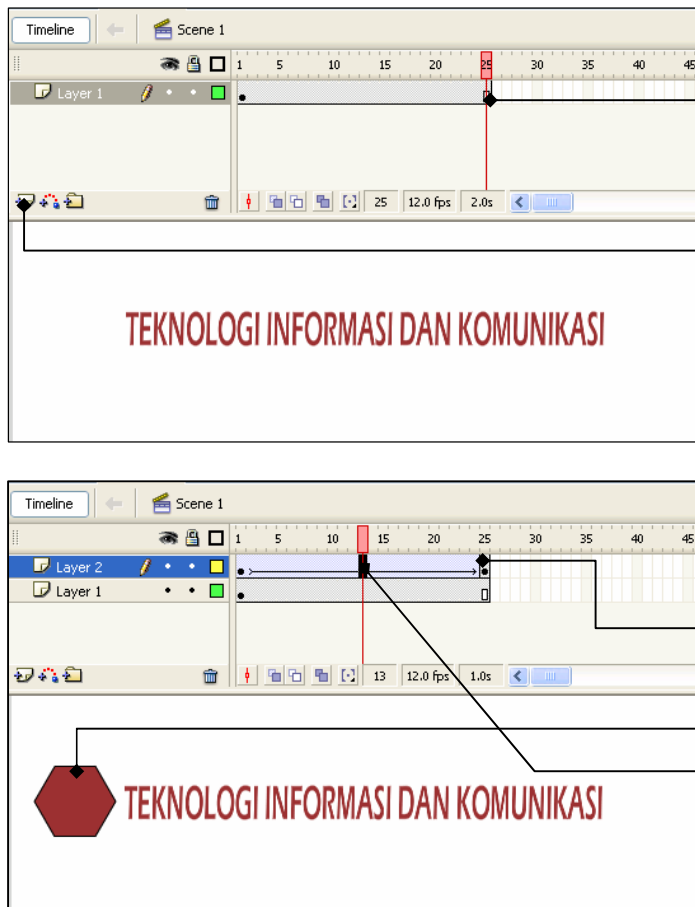 Timeline Scene 1
1 5 10 15 20 25 30 35 40 45
Layer 1
25 12.0 fps 2.0s
TEKNOLOGI INFORMASI DAN KOMUNIKASI
Timeline Scene 1
1 5 10 15 20 25 30 35 40 45
Layer 2
Layer 1
13 12.0 fps 1.0s
TEKNOLOGI INFORMASI DAN KOMUNIKASI